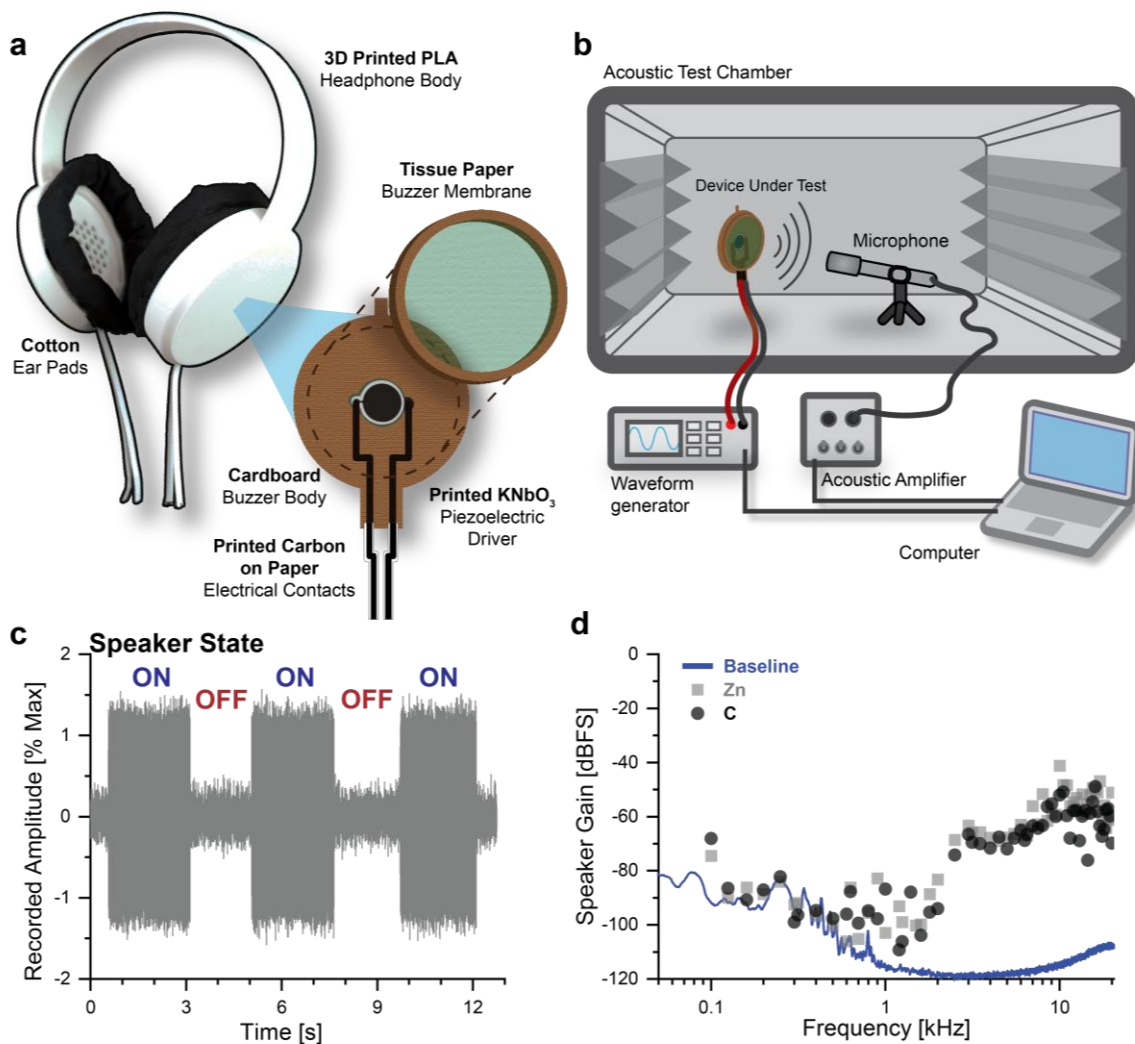 a
3D Printed PLA
Headphone Body
Tissue Paper
Buzzer Membrane
Cotton
Ear Pads
Cardboard
Buzzer Body
Printed KNbO₃
Piezoelectric
Driver
Printed Carbon
on Paper
Electrical Contacts
b
Acoustic Test Chamber
Device Under Test
Microphone
Waveform
generator
Acoustic Amplifier
Computer
c
Speaker State
ON
OFF
ON
OFF
ON
Recorded Amplitude [% Max]
2
1
0
-1
-2
0
3
6
9
12
Time [s]
d
Baseline
Zn
C
Speaker Gain [dBFS]
0
-20
-40
-60
-80
-100
-120
0.1
1
10
Frequency [kHz]